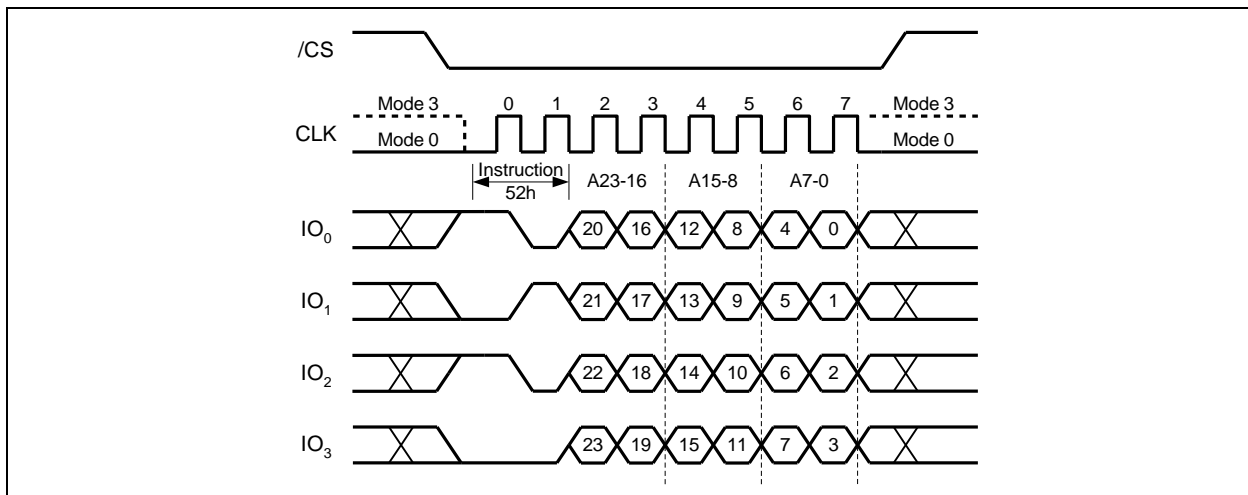 /CS
Mode 3 0 1 2 3 4 5 6 7 Mode 3
CLK
Mode 0 Mode 0
Instruction
52h
A23-16 A15-8 A7-0
IO0 20 16 12 8 4 0
IO1 21 17 13 9 5 1
IO2 22 18 14 10 6 2
IO3 23 19 15 11 7 3